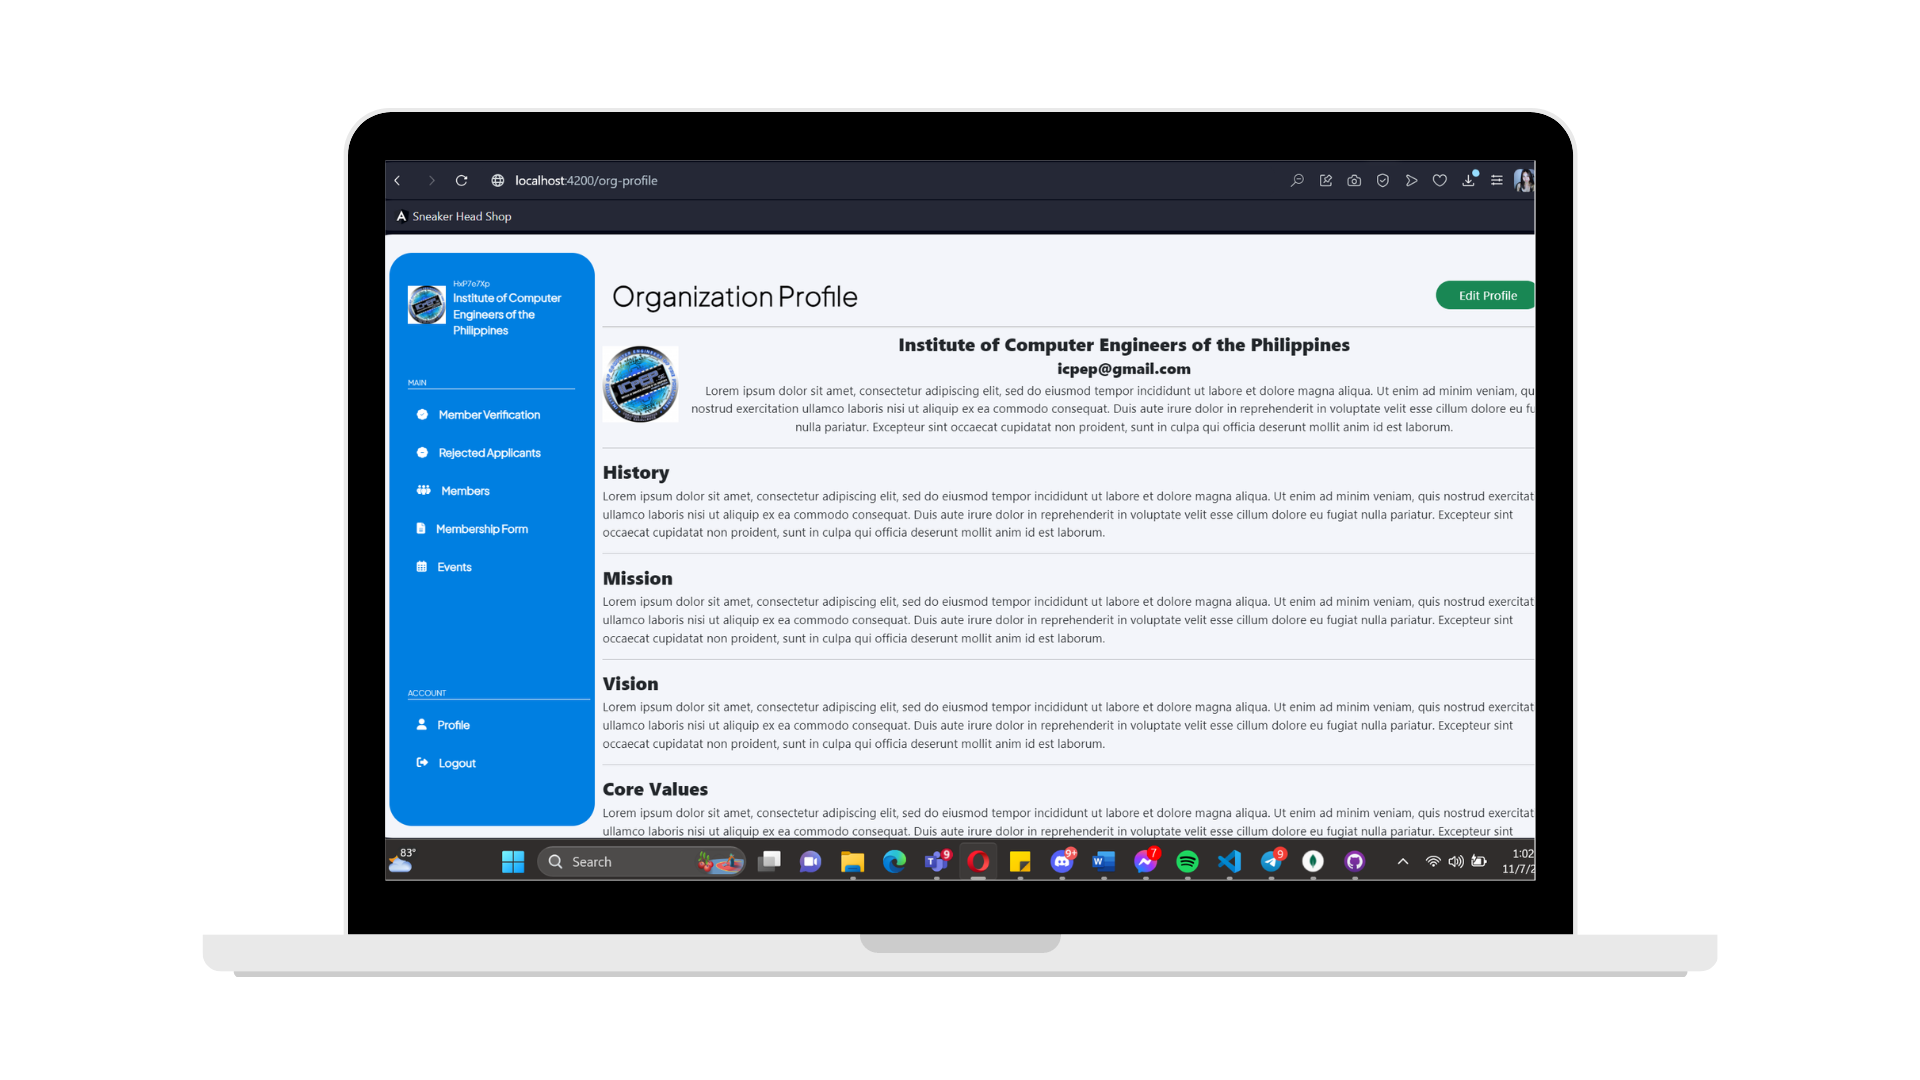 localhost:4200/org-profile
Sneaker Head Shop
HxP7e7Xp
Institute of Computer
Engineers of the
Philippines
MAIN
Member Verification
Rejected Applicants
Members
Membership Form
Events
ACCOUNT
Profile
Logout
Organization Profile
Edit Profile
ICPEP
Institute of Computer Engineers of the Philippines
icpep@gmail.com
Lorem ipsum dolor sit amet, consectetur adipiscing elit, sed do eiusmod tempor incididunt ut labore et dolore magna aliqua. Ut enim ad minim veniam, qu
nostrud exercitation ullamco laboris nisi ut aliquip ex ea commodo consequat. Duis aute irure dolor in reprehenderit in voluptate velit esse cillum dolore eu fu
nulla pariatur. Excepteur sint occaecat cupidatat non proident, sunt in culpa qui officia deserunt mollit anim id est laborum.
History
Lorem ipsum dolor sit amet, consectetur adipiscing elit, sed do eiusmod tempor incididunt ut labore et dolore magna aliqua. Ut enim ad minim veniam, quis nostrud exercitat
ullamco laboris nisi ut aliquip ex ea commodo consequat. Duis aute irure dolor in reprehenderit in voluptate velit esse cillum dolore eu fugiat nulla pariatur. Excepteur sint
occaecat cupidatat non proident, sunt in culpa qui officia deserunt mollit anim id est laborum.
Mission
Lorem ipsum dolor sit amet, consectetur adipiscing elit, sed do eiusmod tempor incididunt ut labore et dolore magna aliqua. Ut enim ad minim veniam, quis nostrud exercitat
ullamco laboris nisi ut aliquip ex ea commodo consequat. Duis aute irure dolor in reprehenderit in voluptate velit esse cillum dolore eu fugiat nulla pariatur. Excepteur sint
occaecat cupidatat non proident, sunt in culpa qui officia deserunt mollit anim id est laborum.
Vision
Lorem ipsum dolor sit amet, consectetur adipiscing elit, sed do eiusmod tempor incididunt ut labore et dolore magna aliqua. Ut enim ad minim veniam, quis nostrud exercitat
ullamco laboris nisi ut aliquip ex ea commodo consequat. Duis aute irure dolor in reprehenderit in voluptate velit esse cillum dolore eu fugiat nulla pariatur. Excepteur sint
occaecat cupidatat non proident, sunt in culpa qui officia deserunt mollit anim id est laborum.
Core Values
Lorem ipsum dolor sit amet, consectetur adipiscing elit, sed do eiusmod tempor incididunt ut labore et dolore magna aliqua. Ut enim ad minim veniam, quis nostrud exercitat
ullamco laboris nisi ut aliquip ex ea commodo consequat. Duis aute irure dolor in reprehenderit in voluptate velit esse cillum dolore eu fugiat nulla pariatur. Excepteur sint
83°
Search
9
9+
7
9
1:02
11/7/2